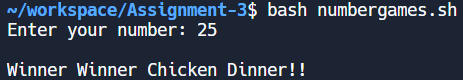 ~/workspace/Assignment-3$ bash numbergames.sh
Enter your number: 25
Winner Winner Chicken Dinner!!